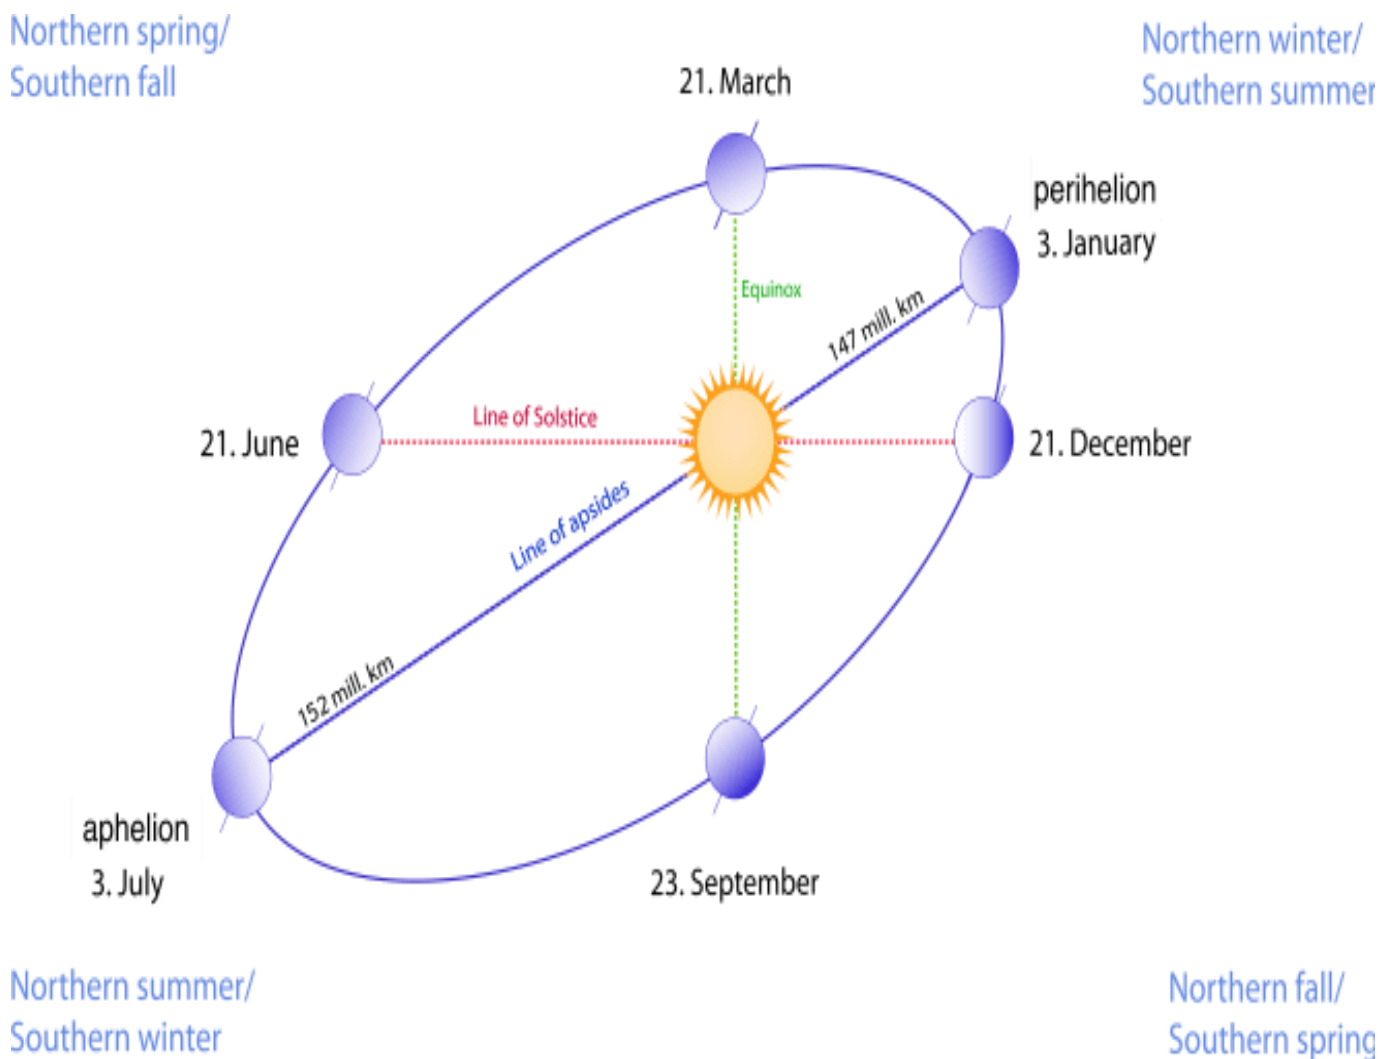 Northern spring/
Southern fall
Northern winter/
Southern summer
21. March
perihelion
3. January
Equinox
147 mill. km
Line of Solstice
21. June
21. December
Line of apsides
152 mill. km
aphelion
3. July
23. September
Northern summer/
Southern winter
Northern fall/
Southern spring